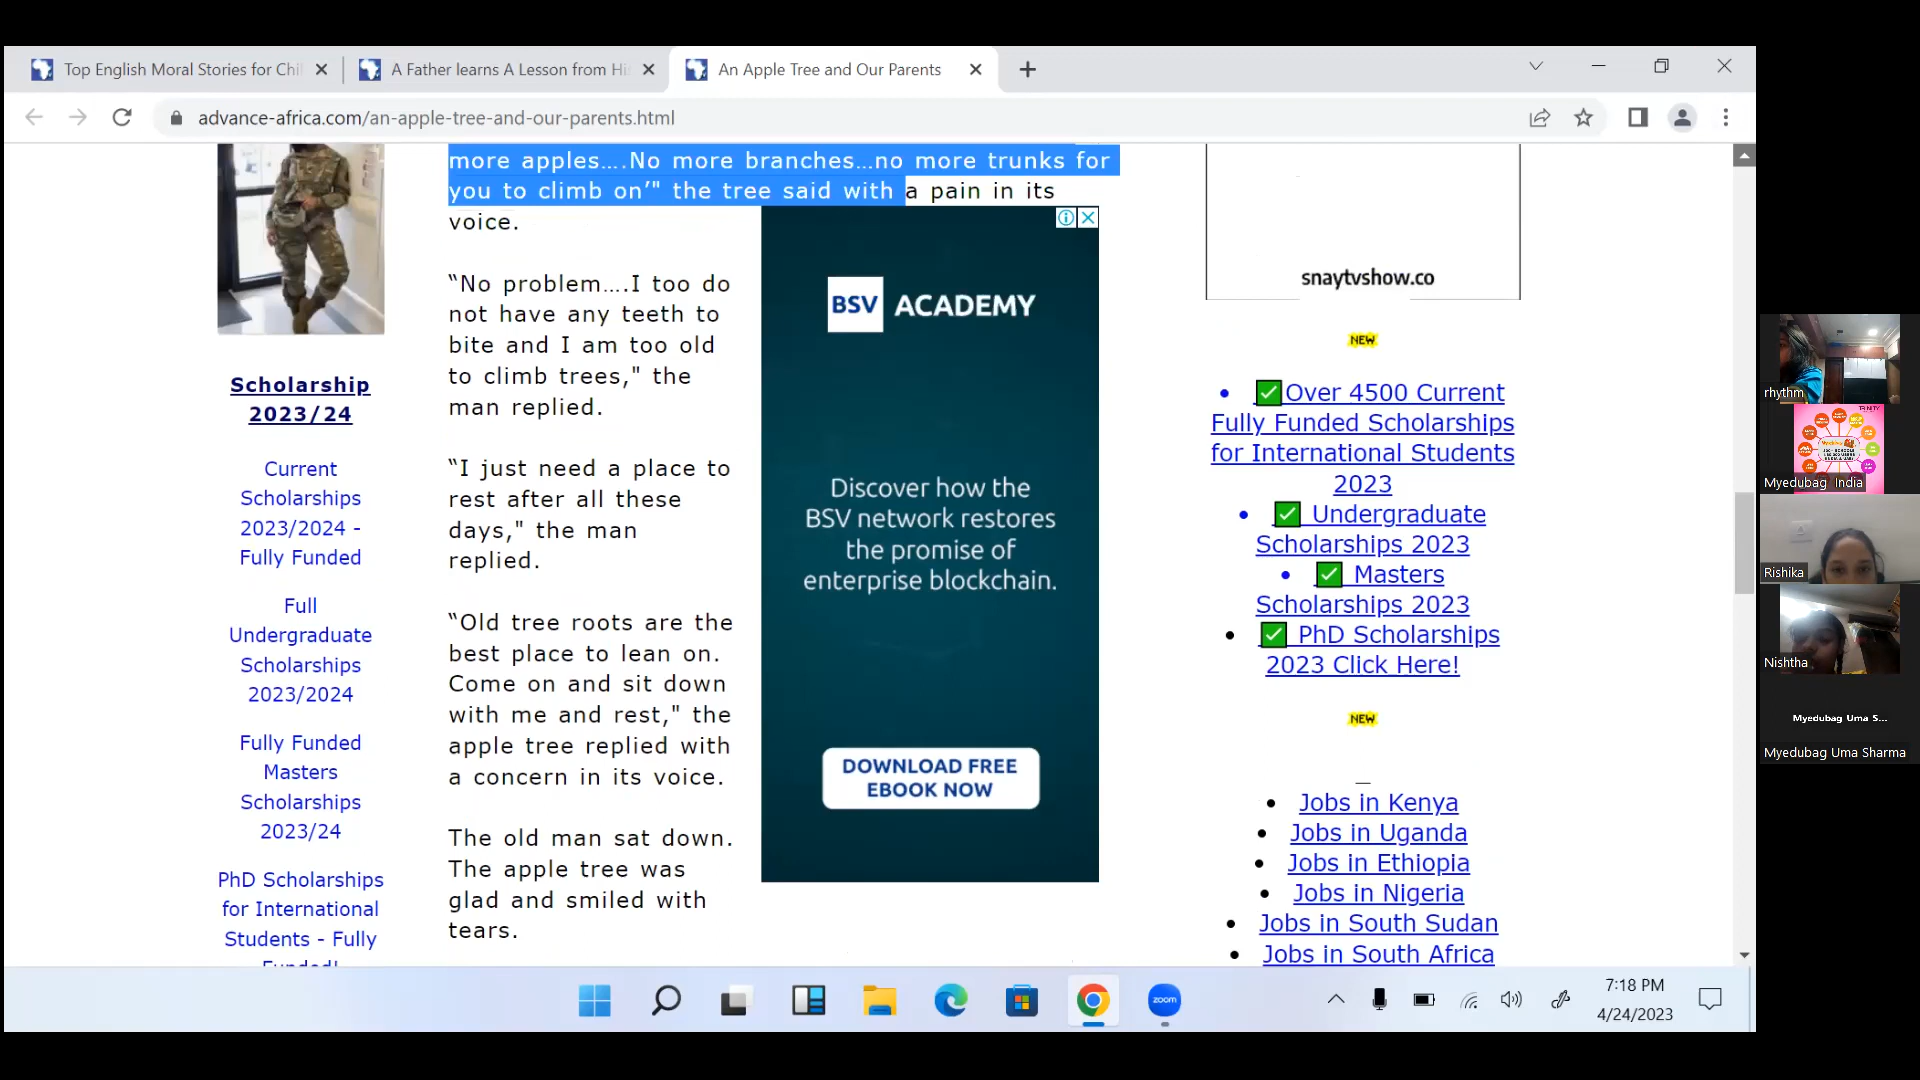 Top English Moral Stories for Chi
A Father learns A Lesson from Hi
An Apple Tree and Our Parents
advance-africa.com/an-apple-tree-and-our-parents.html
more apples....No more branches...no more trunks for
you to climb on’" the tree said with a pain in its
voice.
“No problem....I too do
not have any teeth to
bite and I am too old
to climb trees," the
man replied.
“I just need a place to
rest after all these
days," the man
replied.
“Old tree roots are the
best place to lean on.
Come on and sit down
with me and rest," the
apple tree replied with
a concern in its voice.
The old man sat down.
The apple tree was
glad and smiled with
tears.
Scholarship
2023/24
Current
Scholarships
2023/2024 -
Fully Funded
Full
Undergraduate
Scholarships
2023/2024
Fully Funded
Masters
Scholarships
2023/24
PhD Scholarships
for International
Students - Fully
Funded!
BSV ACADEMY
Discover how the
BSV network restores
the promise of
enterprise blockchain.
DOWNLOAD FREE
EBOOK NOW
snaytvshow.co
NEW
Over 4500 Current
Fully Funded Scholarships
for International Students
2023
Undergraduate
Scholarships 2023
Masters
Scholarships 2023
PhD Scholarships
2023 Click Here!
NEW
Jobs in Kenya
Jobs in Uganda
Jobs in Ethiopia
Jobs in Nigeria
Jobs in South Sudan
Jobs in South Africa
zoom
7:18 PM
4/24/2023
rhythm
TRINITY
Myedubag India
Rishika
Nishtha
Myedubag Uma S...
Myedubag Uma Sharma